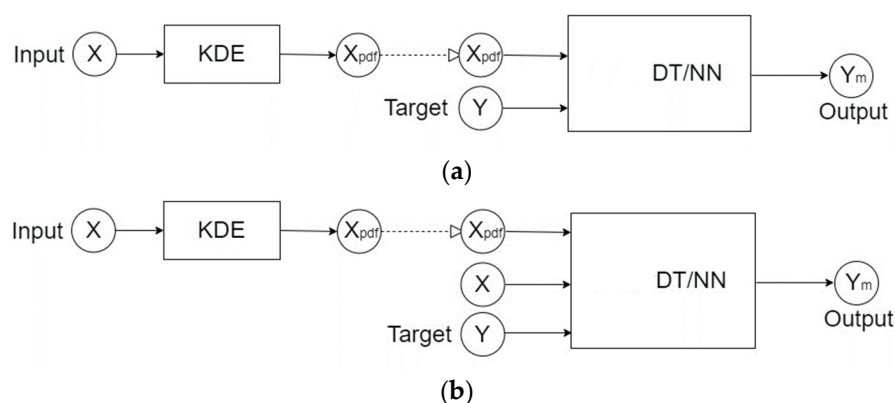 Input X KDE Xpdf Xpdf DT/NN Ym
Target Y Output
(a)
Input X KDE Xpdf Xpdf
X DT/NN Ym
Target Y Output
(b)